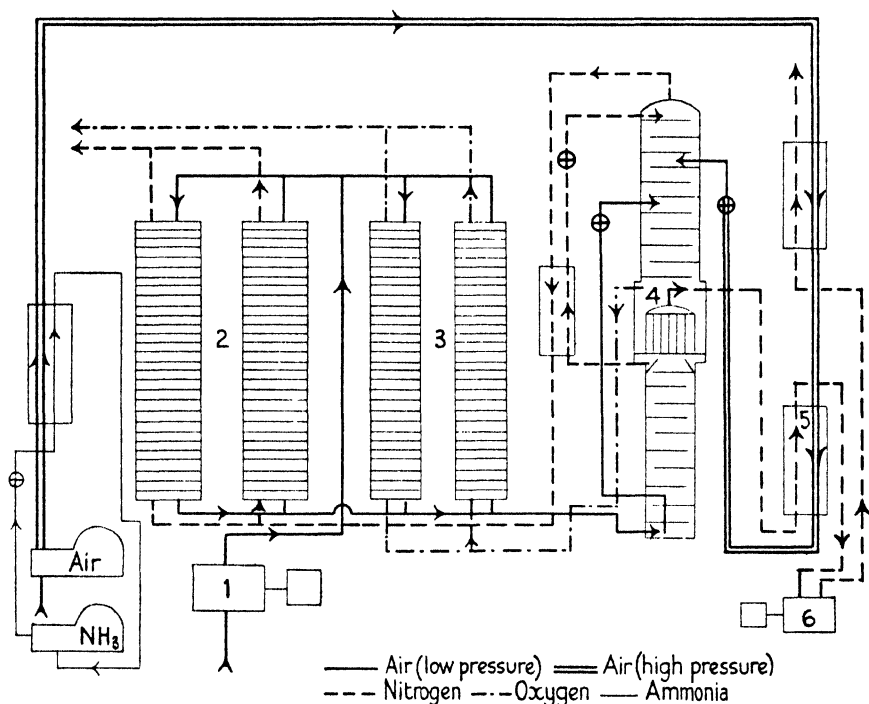 4
2
3
5
Air
1
6
NH₃
Air (low pressure) Air (high pressure)
Nitrogen Oxygen Ammonia